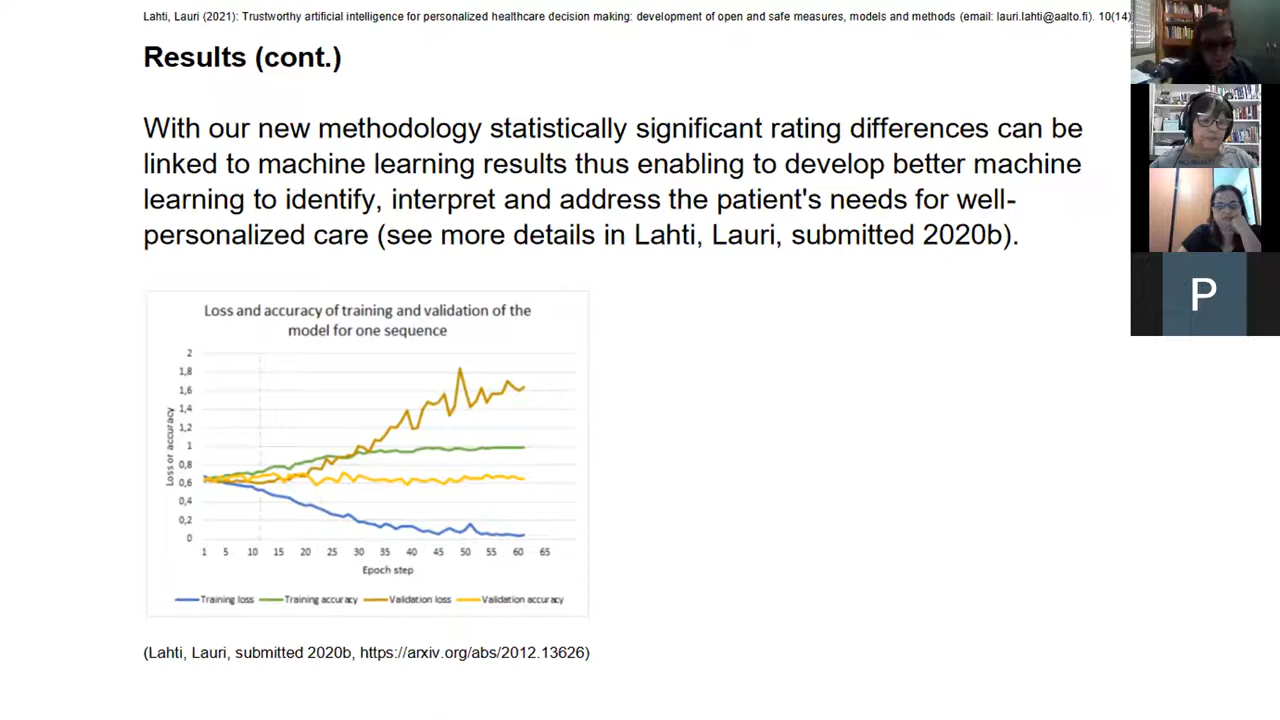 Lahti, Lauri (2021): Trustworthy artificial intelligence for personalized healthcare decision making: development of open and safe measures, models and methods (email: lauri.lahti@aalto.fi). 10(14)
Results (cont.)
With our new methodology statistically significant rating differences can be
linked to machine learning results thus enabling to develop better machine
learning to identify, interpret and address the patient's needs for well-
personalized care (see more details in Lahti, Lauri, submitted 2020b).
P
Loss and accuracy of training and validation of the
model for one sequence
Loss or accuracy
2
1,8
1,6
1,4
1,2
1
0,8
0,6
0,4
0,2
0
1 5 10 15 20 25 30 35 40 45 50 55 60 65
Epoch step
Training loss Training accuracy Validation loss Validation accuracy
(Lahti, Lauri, submitted 2020b, https://arxiv.org/abs/2012.13626)